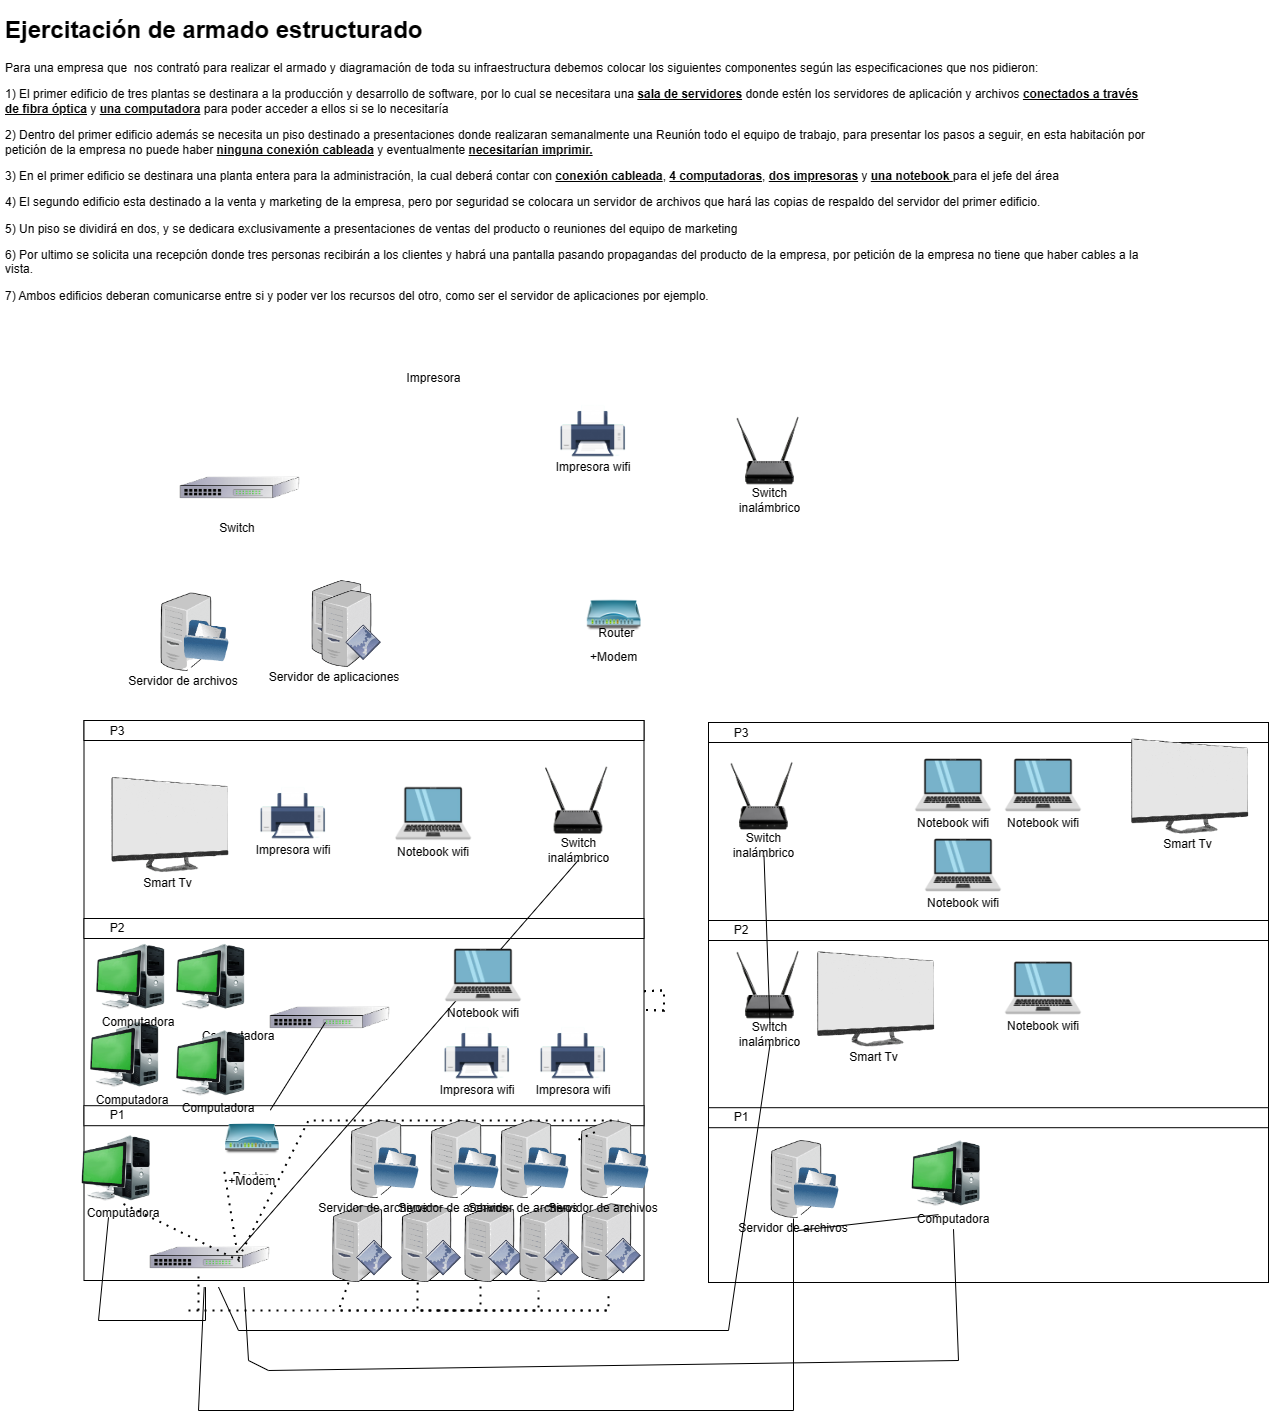 Ejercitación de armado estructurado
Para una empresa que  nos contrató para realizar el armado y diagramación de toda su infraestructura debemos colocar los siguientes componentes según las especificaciones que nos pidieron:
1) El primer edificio de tres plantas se destinara a la producción y desarrollo de software, por lo cual se necesitara una sala de servidores donde estén los servidores de aplicación y archivos conectados a través
de fibra óptica y una computadora para poder acceder a ellos si se lo necesitaría
2) Dentro del primer edificio además se necesita un piso destinado a presentaciones donde realizaran semanalmente una Reunión todo el equipo de trabajo, para presentar los pasos a seguir, en esta habitación por
petición de la empresa no puede haber ninguna conexión cableada y eventualmente necesitarían imprimir.
3) En el primer edificio se destinara una planta entera para la administración, la cual deberá contar con conexión cableada, 4 computadoras, dos impresoras y una notebook para el jefe del área
4) El segundo edificio esta destinado a la venta y marketing de la empresa, pero por seguridad se colocara un servidor de archivos que hará las copias de respaldo del servidor del primer edificio.
5) Un piso se dividirá en dos, y se dedicara exclusivamente a presentaciones de ventas del producto o reuniones del equipo de marketing
6) Por ultimo se solicita una recepción donde tres personas recibirán a los clientes y habrá una pantalla pasando propagandas del producto de la empresa, por petición de la empresa no tiene que haber cables a la
vista.
7) Ambos edificios deberan comunicarse entre si y poder ver los recursos del otro, como ser el servidor de aplicaciones por ejemplo.
Impresora
Impresora wifi
Switch
inalámbrico
Switch
Servidor de archivos
Servidor de aplicaciones
Router
+Modem
P3
Smart Tv
Impresora wifi
Notebook wifi
Switch
inalámbrico
P2
Computadora
Computadora
Computadora
Computadora
Notebook wifi
Impresora wifi
Impresora wifi
P1
Computadora
+Modem
Servidor de archivos
Servidor de archivos
Servidor de archivos
Servidor de archivos
P3
Switch
inalámbrico
Notebook wifi
Notebook wifi
Notebook wifi
Smart Tv
P2
Switch
inalámbrico
Smart Tv
Notebook wifi
P1
Servidor de archivos
Computadora